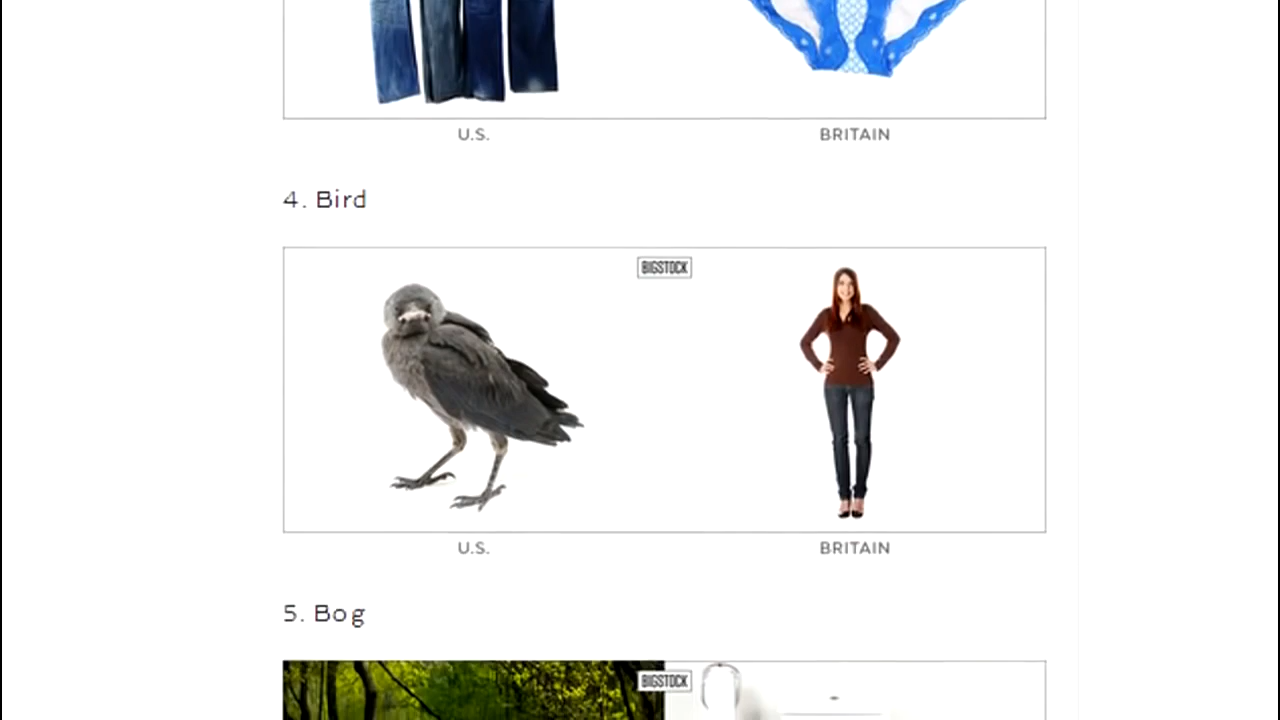 U.S.
BRITAIN
4. Bird
BIGSTOCK
U.S.
BRITAIN
5. Bog
BIGSTOCK